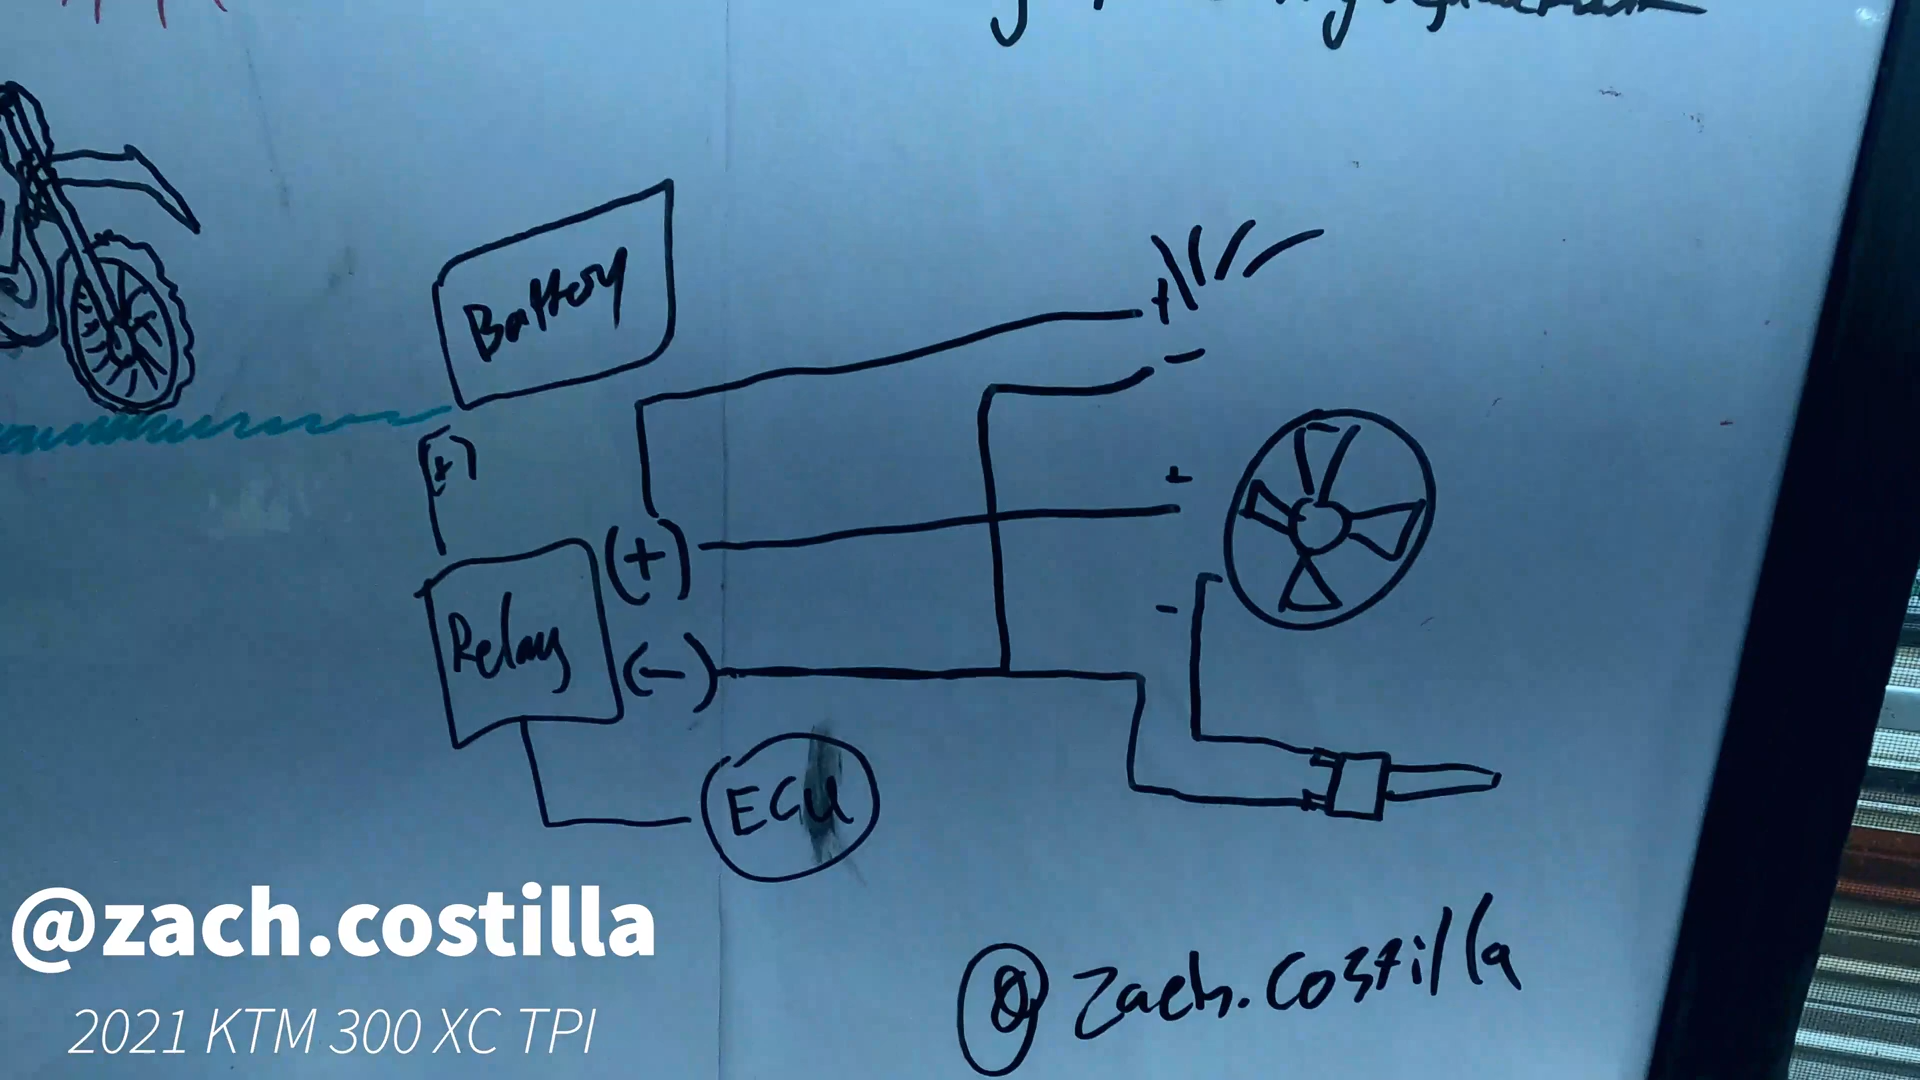 Battery
+
-
(+)
+
(+)
-
Relay
(-)
ECU
@zach.costilla
@zach.costilla
2021 KTM 300 XC TPI